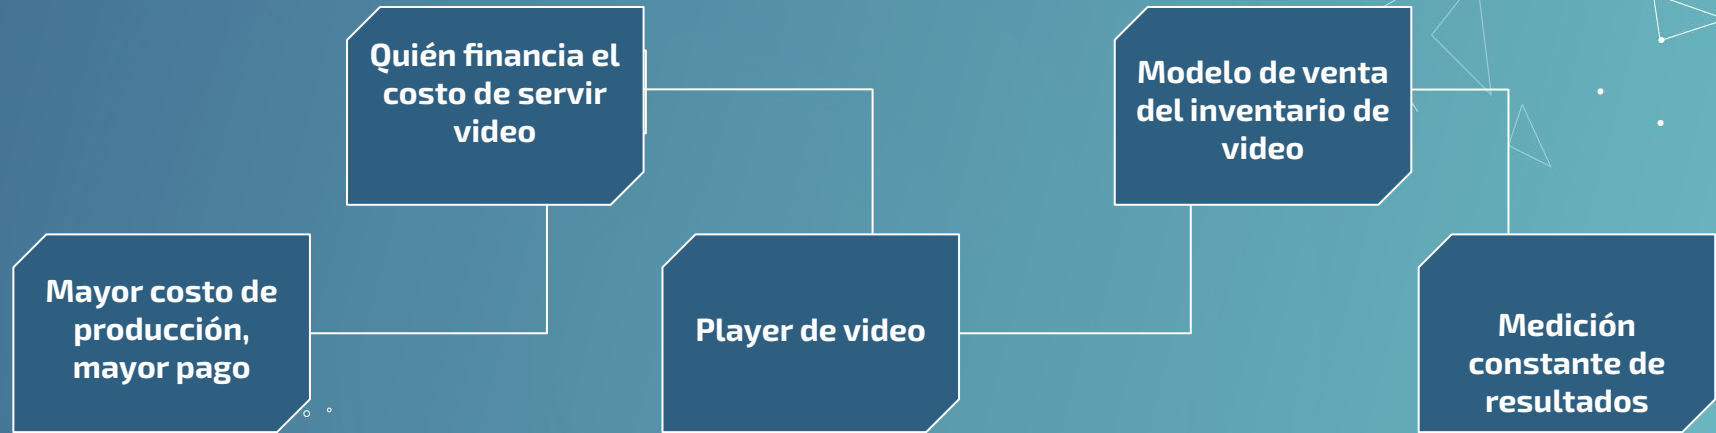 Mayor costo de
producción,
mayor pago
Quién financia el
costo de servir
video
Player de video
Modelo de venta
del inventario de
video
Medición
constante de
resultados